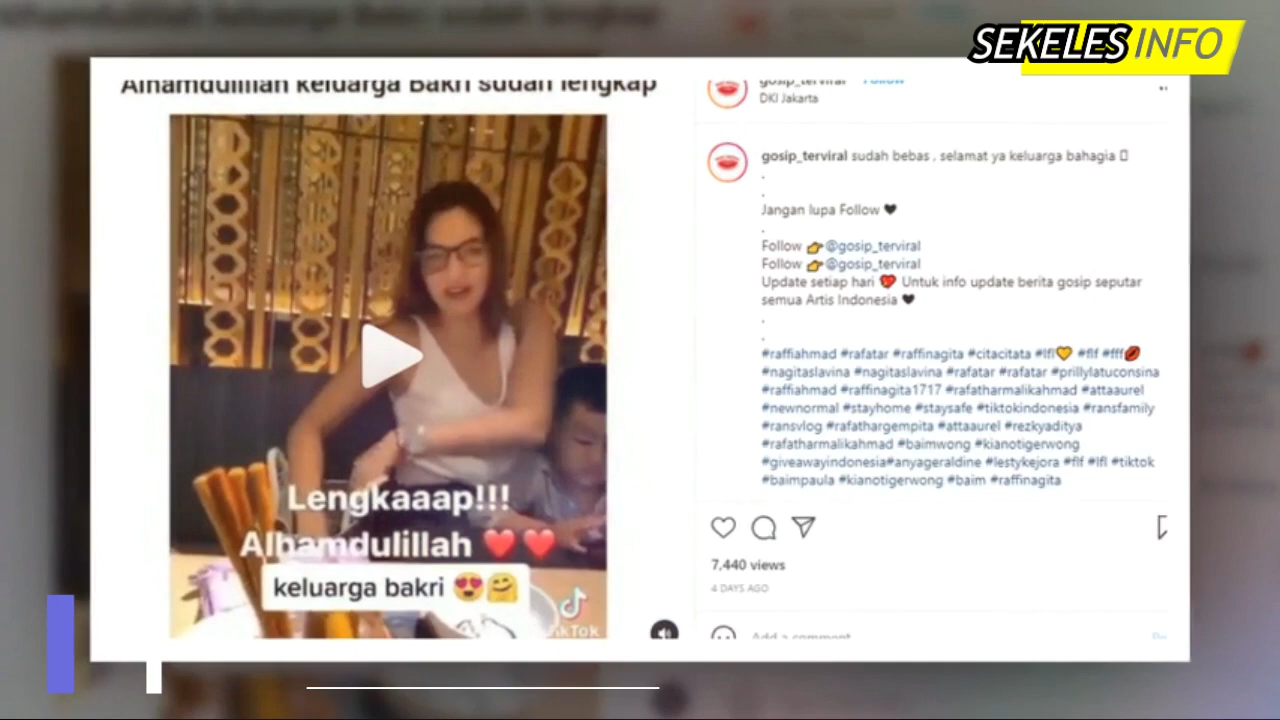 SEKELES INFO
Alhamdulillah keluarga Bakri sudah lengkap
gosip_terviral Follow
DKI Jakarta
gosip_terviral sudah bebas , selamat ya keluarga bahagia
.
.
Jangan lupa Follow 🖤
.
Follow 👉@gosip_terviral
Follow 👉@gosip_terviral
Update setiap hari 💖 Untuk info update berita gosip seputar
semua Artis Indonesia 🖤
.
.
#raffiahmad #rafatar #raffinagita #citacitata #lfl💛 #flf #fff💋
#nagitaslavina #nagitaslavina #rafatar #rafatar #prillylatuconsina
#raffiahmad #raffinagita1717 #rafatharmalikahmad #attaaurel
#newnormal #stayhome #staysafe #tiktokindonesia #ransfamily
#ransvlog #rafathargempita #attaaurel #rezkyaditya
#rafatharmalikahmad #baimwong #kianotigerwong
#giveawayindonesia#anyageraldine #lestykejora #flf #lfl #tiktok
#baimpaula #kianotigerwong #baim #raffinagita
7,440 views
4 DAYS AGO
Add a comment
Lengkaaap!!!
Alhamdulillah ❤️❤️
keluarga bakri 😍🤗
TikTok